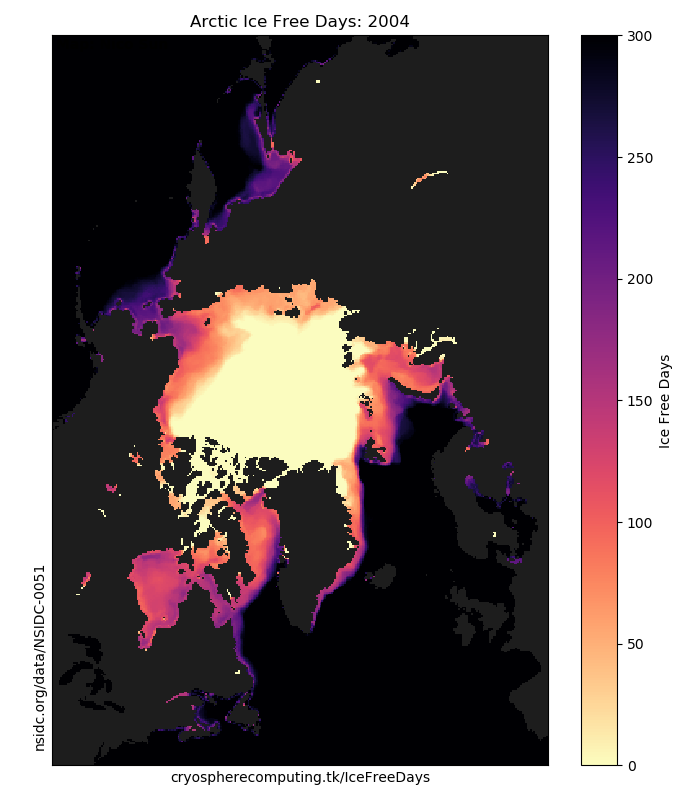 Arctic Ice Free Days: 2004
300
250
200
150
100
50
0
Ice Free Days
nsidc.org/data/NSIDC-0051
cryospherecomputing.tk/IceFreeDays